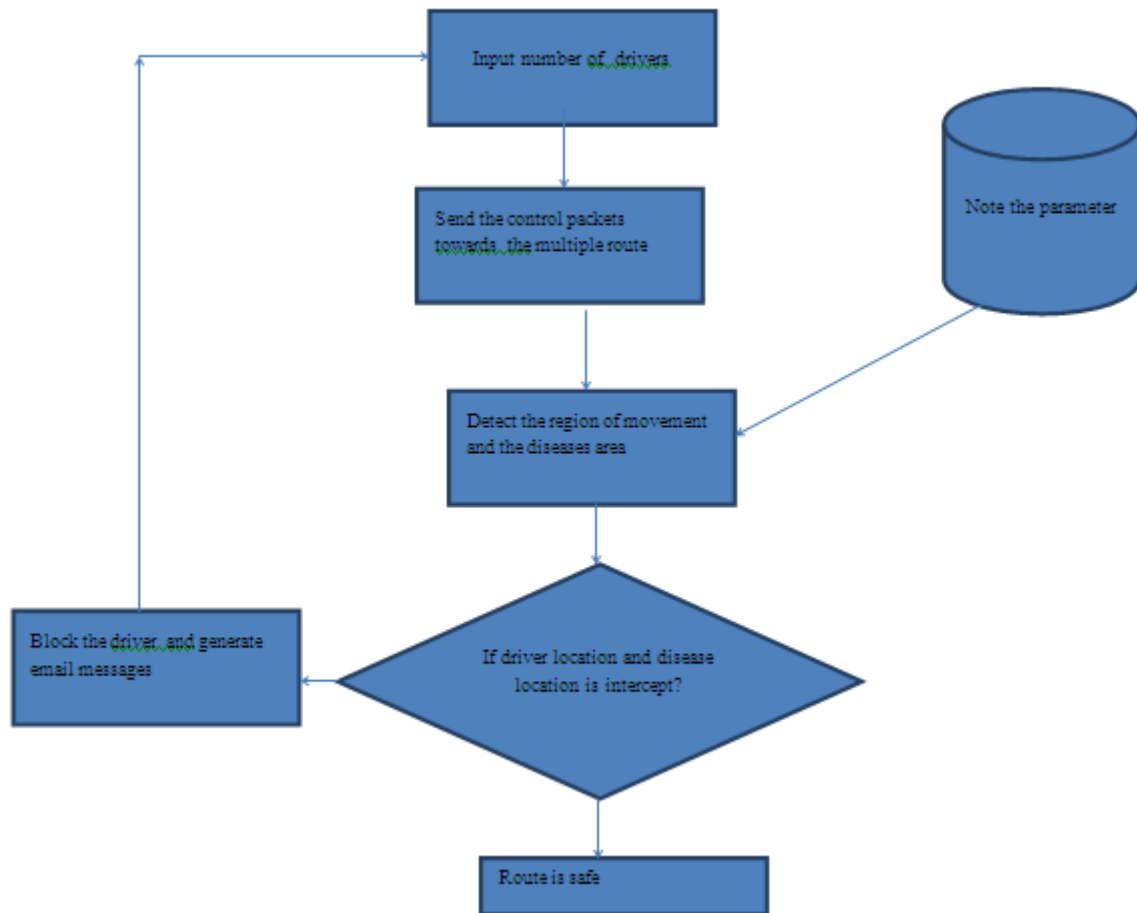 Input number of drivers
Send the control packets
towards the multiple route
Note the parameter
Detect the region of movement
and the diseases area
Block the driver and generate
email messages
If driver location and disease
location is intercept?
Route is safe